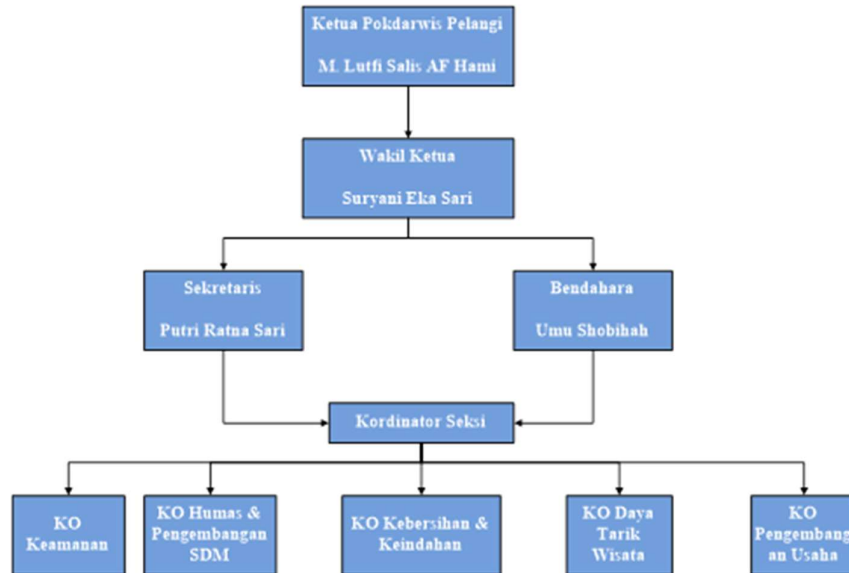 Ketua Pokdarwis Pelangi
M. Lutfi Salis AF Hami
Wakil Ketua
Suryani Eka Sari
Sekretaris
Putri Ratna Sari
Bendahara
Umu Shobihah
Kordinator Seksi
KO
Keamanan
KO Humas &
Pengembangan
SDM
KO Kebersihan &
Keindahan
KO Daya
Tarik
Wisata
KO
Pengembang
an Usaha